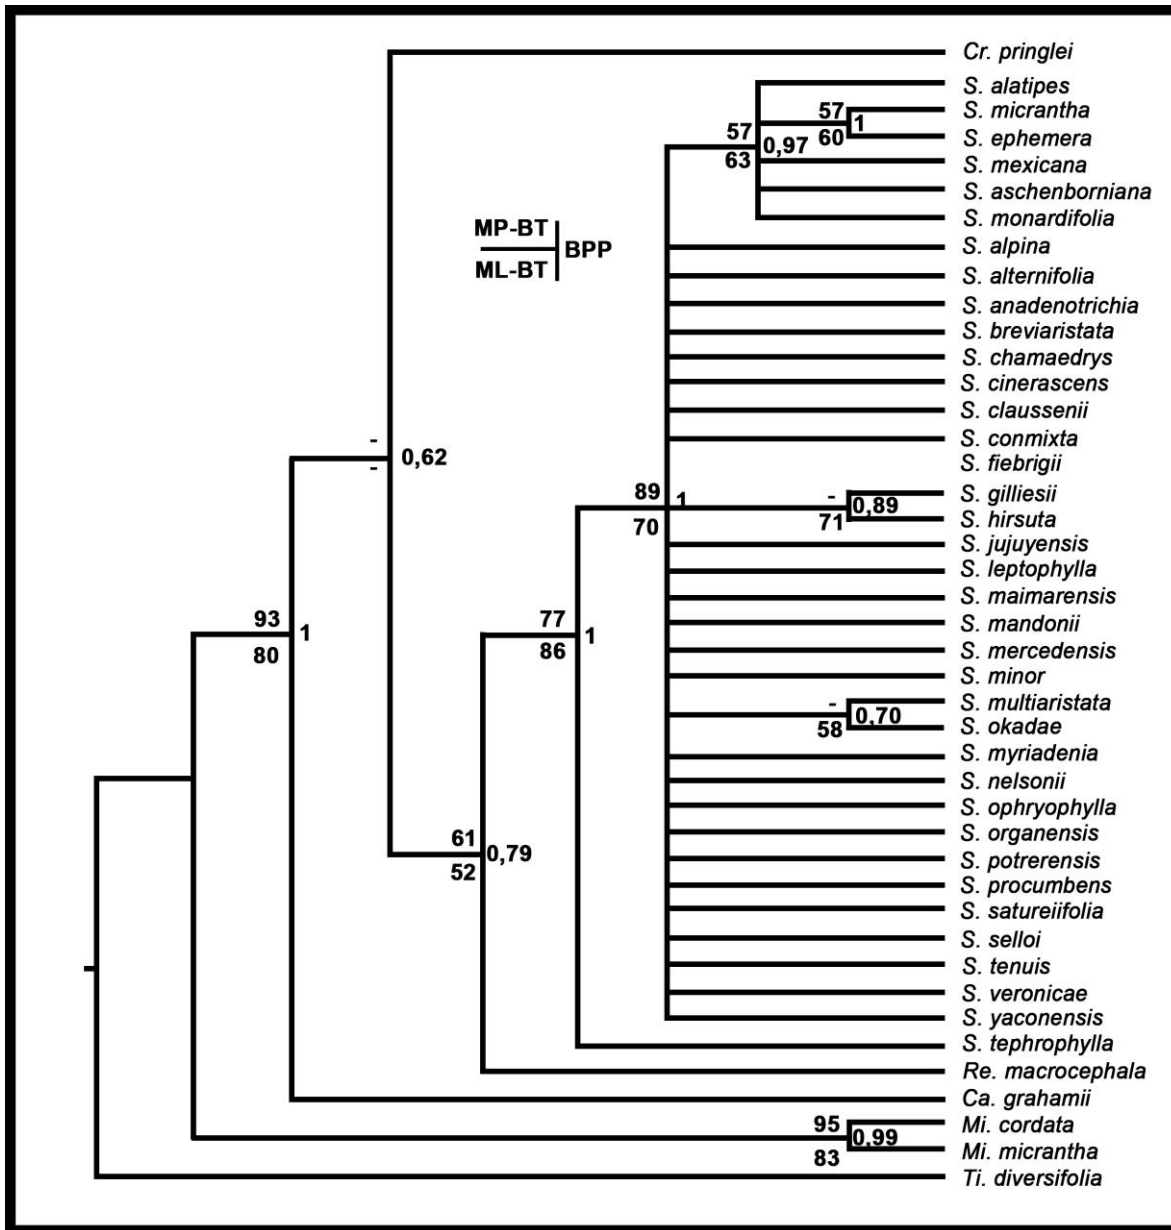 Cr. pringlei
S. alatipes
S. micrantha
S. ephemera
S. mexicana
S. aschenborniana
S. monardifolia
S. alpina
S. alternifolia
S. anadenotrichia
S. breviaristata
S. chamaedrys
S. cinerascens
S. claussenii
S. conmixta
S. fiebrigii
S. gilliesii
S. hirsuta
S. jujuyensis
S. leptophylla
S. maimarensis
S. mandonii
S. mercedensis
S. minor
S. multiaristata
S. okadae
S. myriadenia
S. nelsonii
S. ophryophylla
S. organensis
S. potrerensis
S. procumbens
S. satureiifolia
S. selloi
S. tenuis
S. veronicae
S. yaconensis
S. tephrophylla
Re. macrocephala
Ca. grahamii
Mi. cordata
Mi. micrantha
Ti. diversifolia
MP-BT
BPP
ML-BT
57
1
60
57
0,97
63
-
0,62
-
89
1
70
-
0,89
71
93
1
80
77
1
86
-
0,70
58
61
0,79
52
95
0,99
83